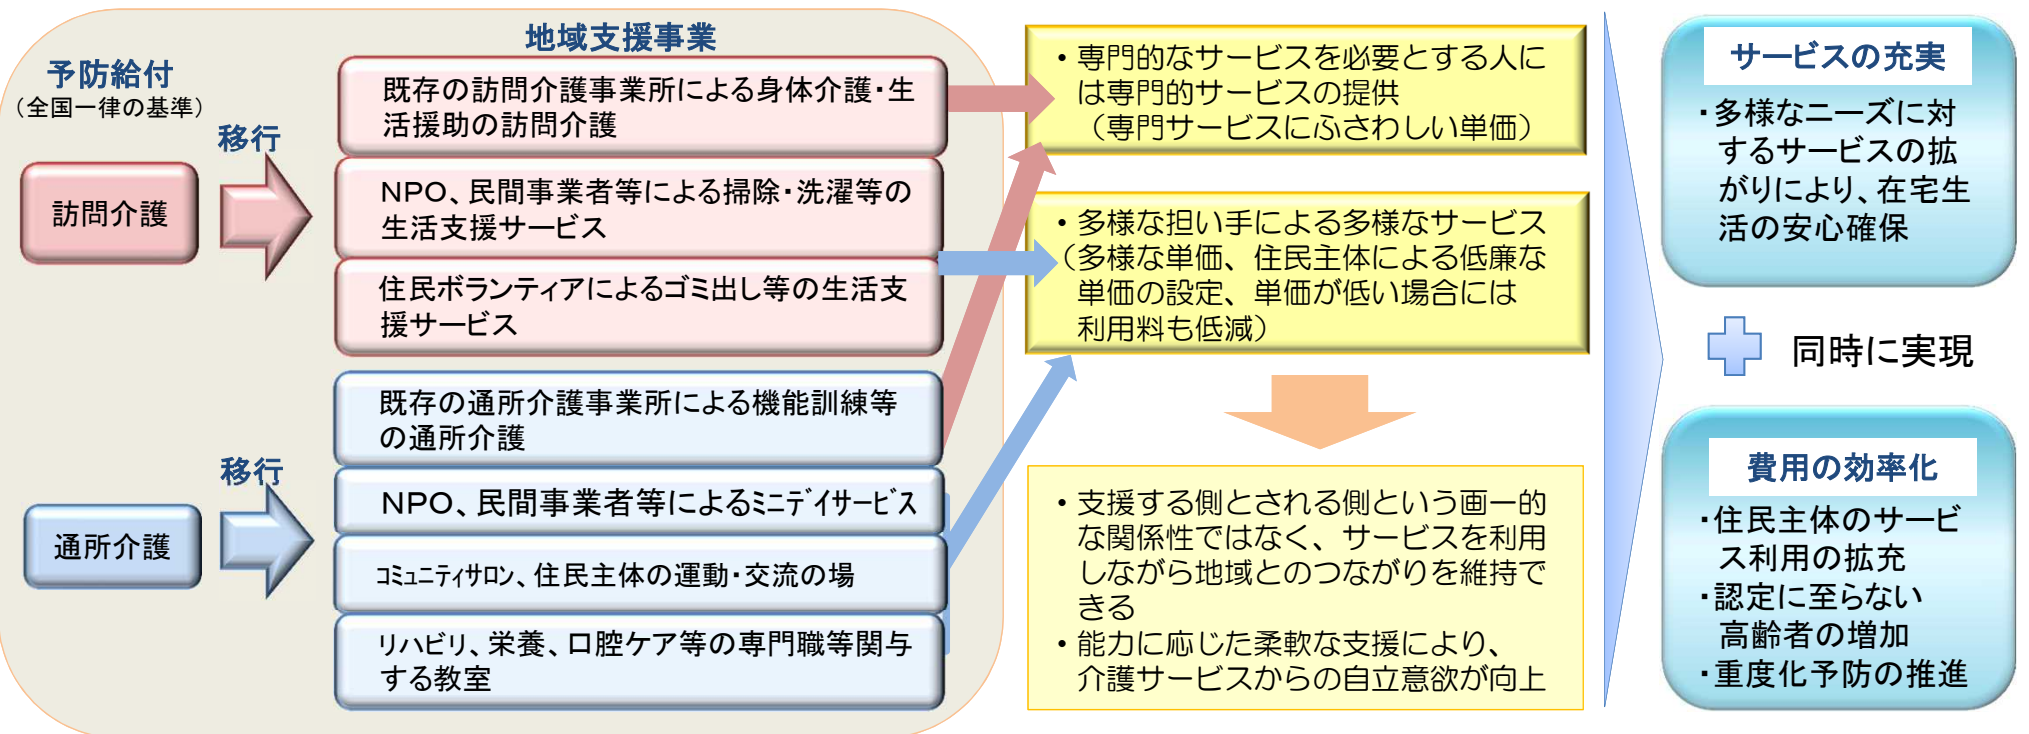 地域支援事業
予防給付
（全国一律の基準）
移行
訪問介護
既存の訪問介護事業所による身体介護・生
活援助の訪問介護
ＮＰＯ、民間事業者等による掃除・洗濯等の
生活支援サービス
住民ボランティアによるゴミ出し等の生活支
援サービス
移行
通所介護
既存の通所介護事業所による機能訓練等
の通所介護
ＮＰＯ、民間事業者等によるﾐﾆﾃﾞｲｻｰﾋﾞｽ
ｺﾐｭﾆﾃｨｻﾛﾝ、住民主体の運動・交流の場
リハビリ、栄養、口腔ケア等の専門職等関与
する教室
・専門的なサービスを必要とする人に
は専門的サービスの提供
（専門サービスにふさわしい単価）
・多様な担い手による多様なサービス
（多様な単価、住民主体による低廉な
単価の設定、単価が低い場合には
利用料も低減）
・支援する側とされる側という画一的
な関係性ではなく、サービスを利用
しながら地域とのつながりを維持で
きる
・能力に応じた柔軟な支援により、
介護サービスからの自立意欲が向上
サービスの充実
・多様なニーズに対
するサービスの拡
がりにより、在宅生
活の安心確保
同時に実現
費用の効率化
・住民主体のサービ
ス利用の拡充
・認定に至らない
高齢者の増加
・重度化予防の推進